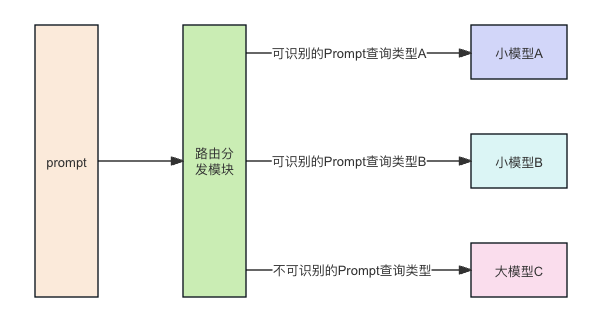 prompt
路由分
发模块
可识别的Prompt查询类型A
小模型A
可识别的Prompt查询类型B
小模型B
不可识别的Prompt查询类型
大模型C